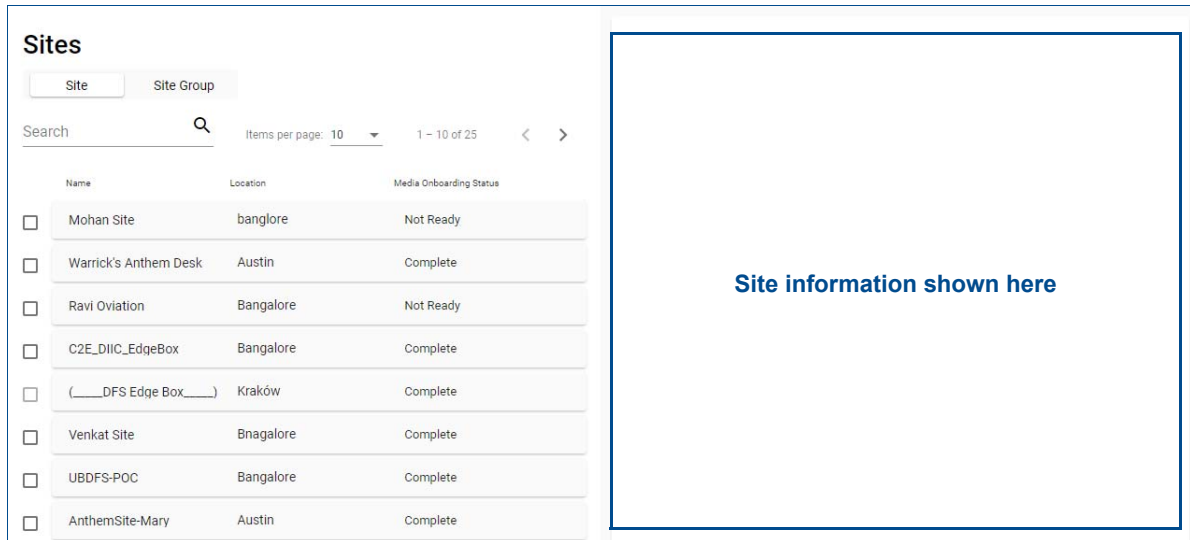 Sites
Site Site Group
Search Items per page: 10 1 – 10 of 25
Name Location Media Onboarding Status
Mohan Site banglore Not Ready
Warrick's Anthem Desk Austin Complete
Ravi Oviation Bangalore Not Ready
C2E_DIIC_EdgeBox Bangalore Complete
(_____DFS Edge Box_____) Kraków Complete
Venkat Site Bnagalore Complete
UBDFS-POC Bangalore Complete
AnthemSite-Mary Austin Complete
Site information shown here